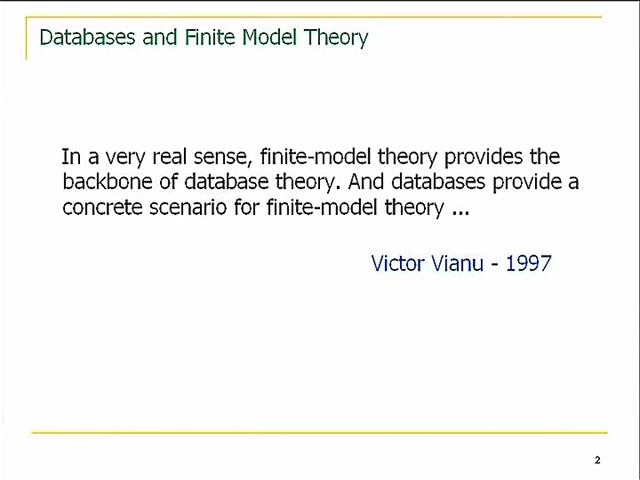 Databases and Finite Model Theory
In a very real sense, finite-model theory provides the
backbone of database theory. And databases provide a
concrete scenario for finite-model theory ...
Victor Vianu - 1997
2